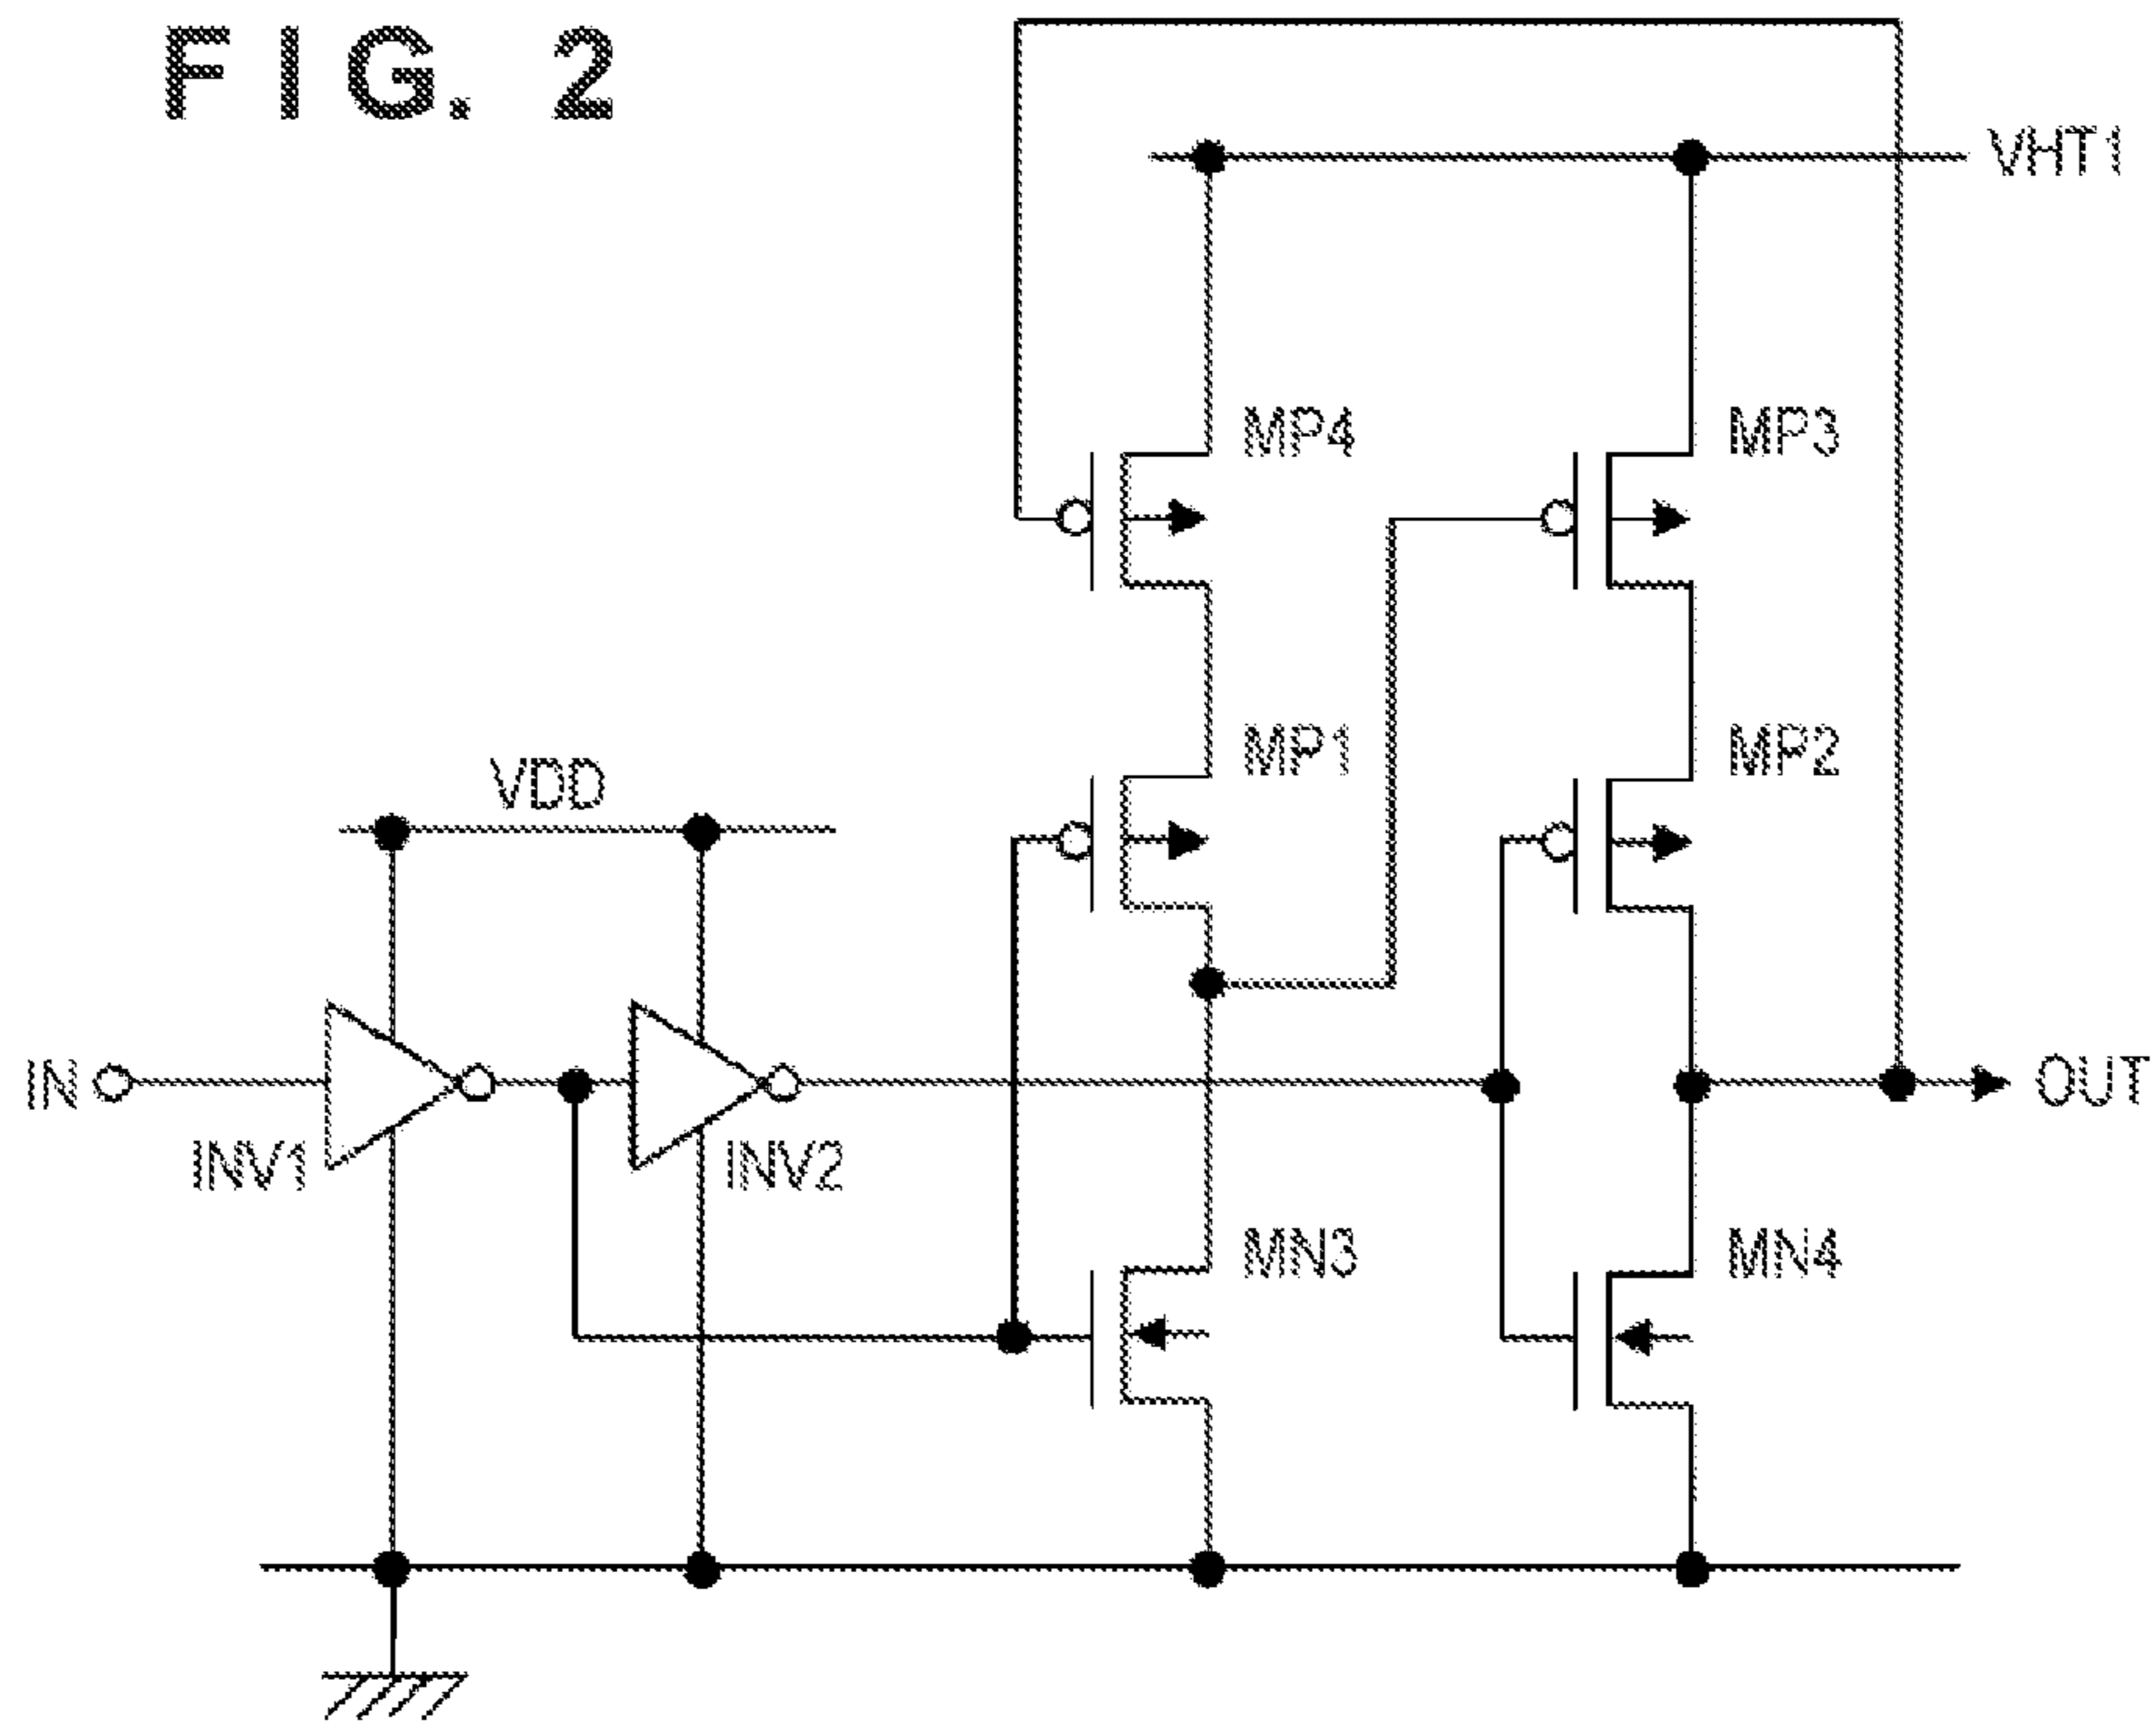 FIG. 2
VHT1
MP4
MP3
MP1
MP2
VDD
IN
OUT
INV1
INV2
MN3
MN4